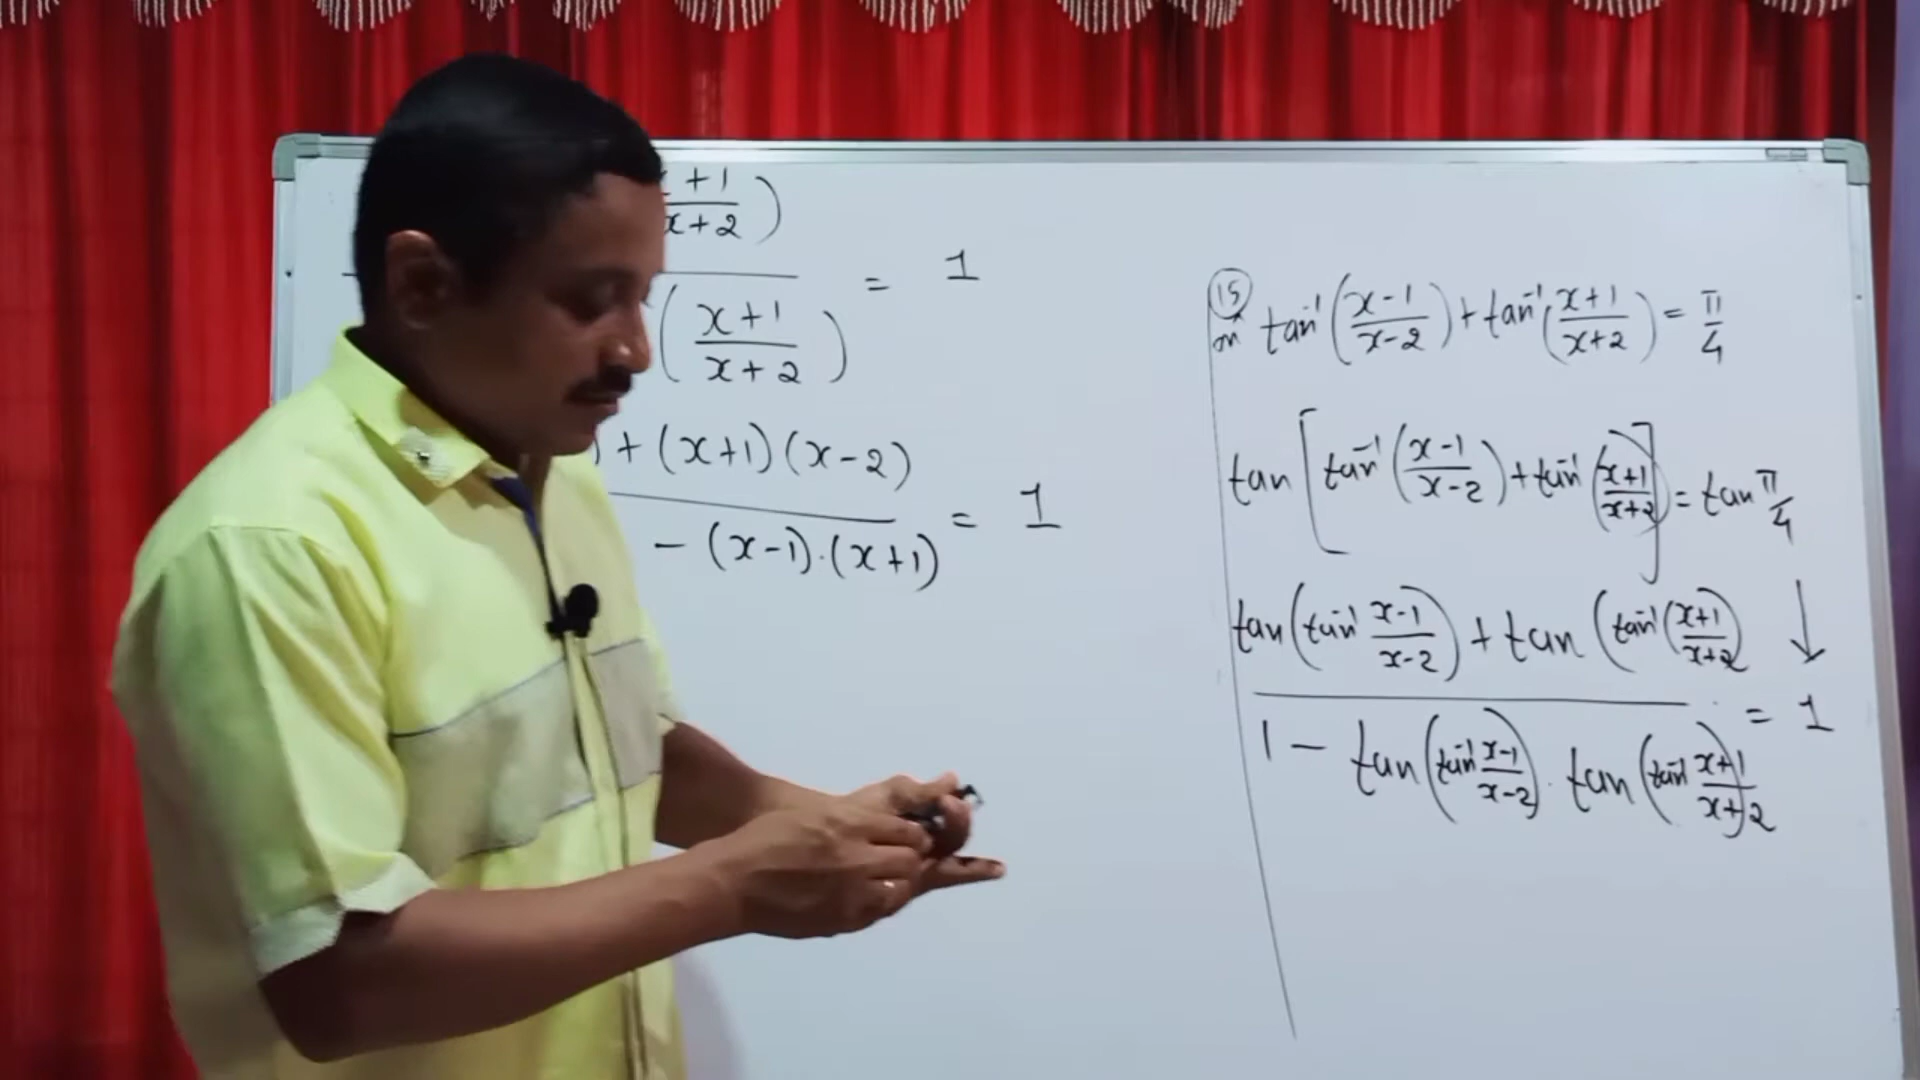 +1
x+2 )
= 1
( x+1
x+2 )
) + (x+1)(x-2)
= 1
- (x-1).(x+1)
15
tan⁻¹ (x-1/x-2) + tan⁻¹ (x+1/x+2) = π/4
tan [tan⁻¹ (x-1/x-2) + tan⁻¹ (x+1/x+2)] = tan π/4
tan (tan⁻¹ x-1/x-2) + tan (tan⁻¹ (x+1/x+2) ↓
= 1
1 - tan (tan⁻¹ x-1/x-2) . tan (tan⁻¹ x+1/x+2)